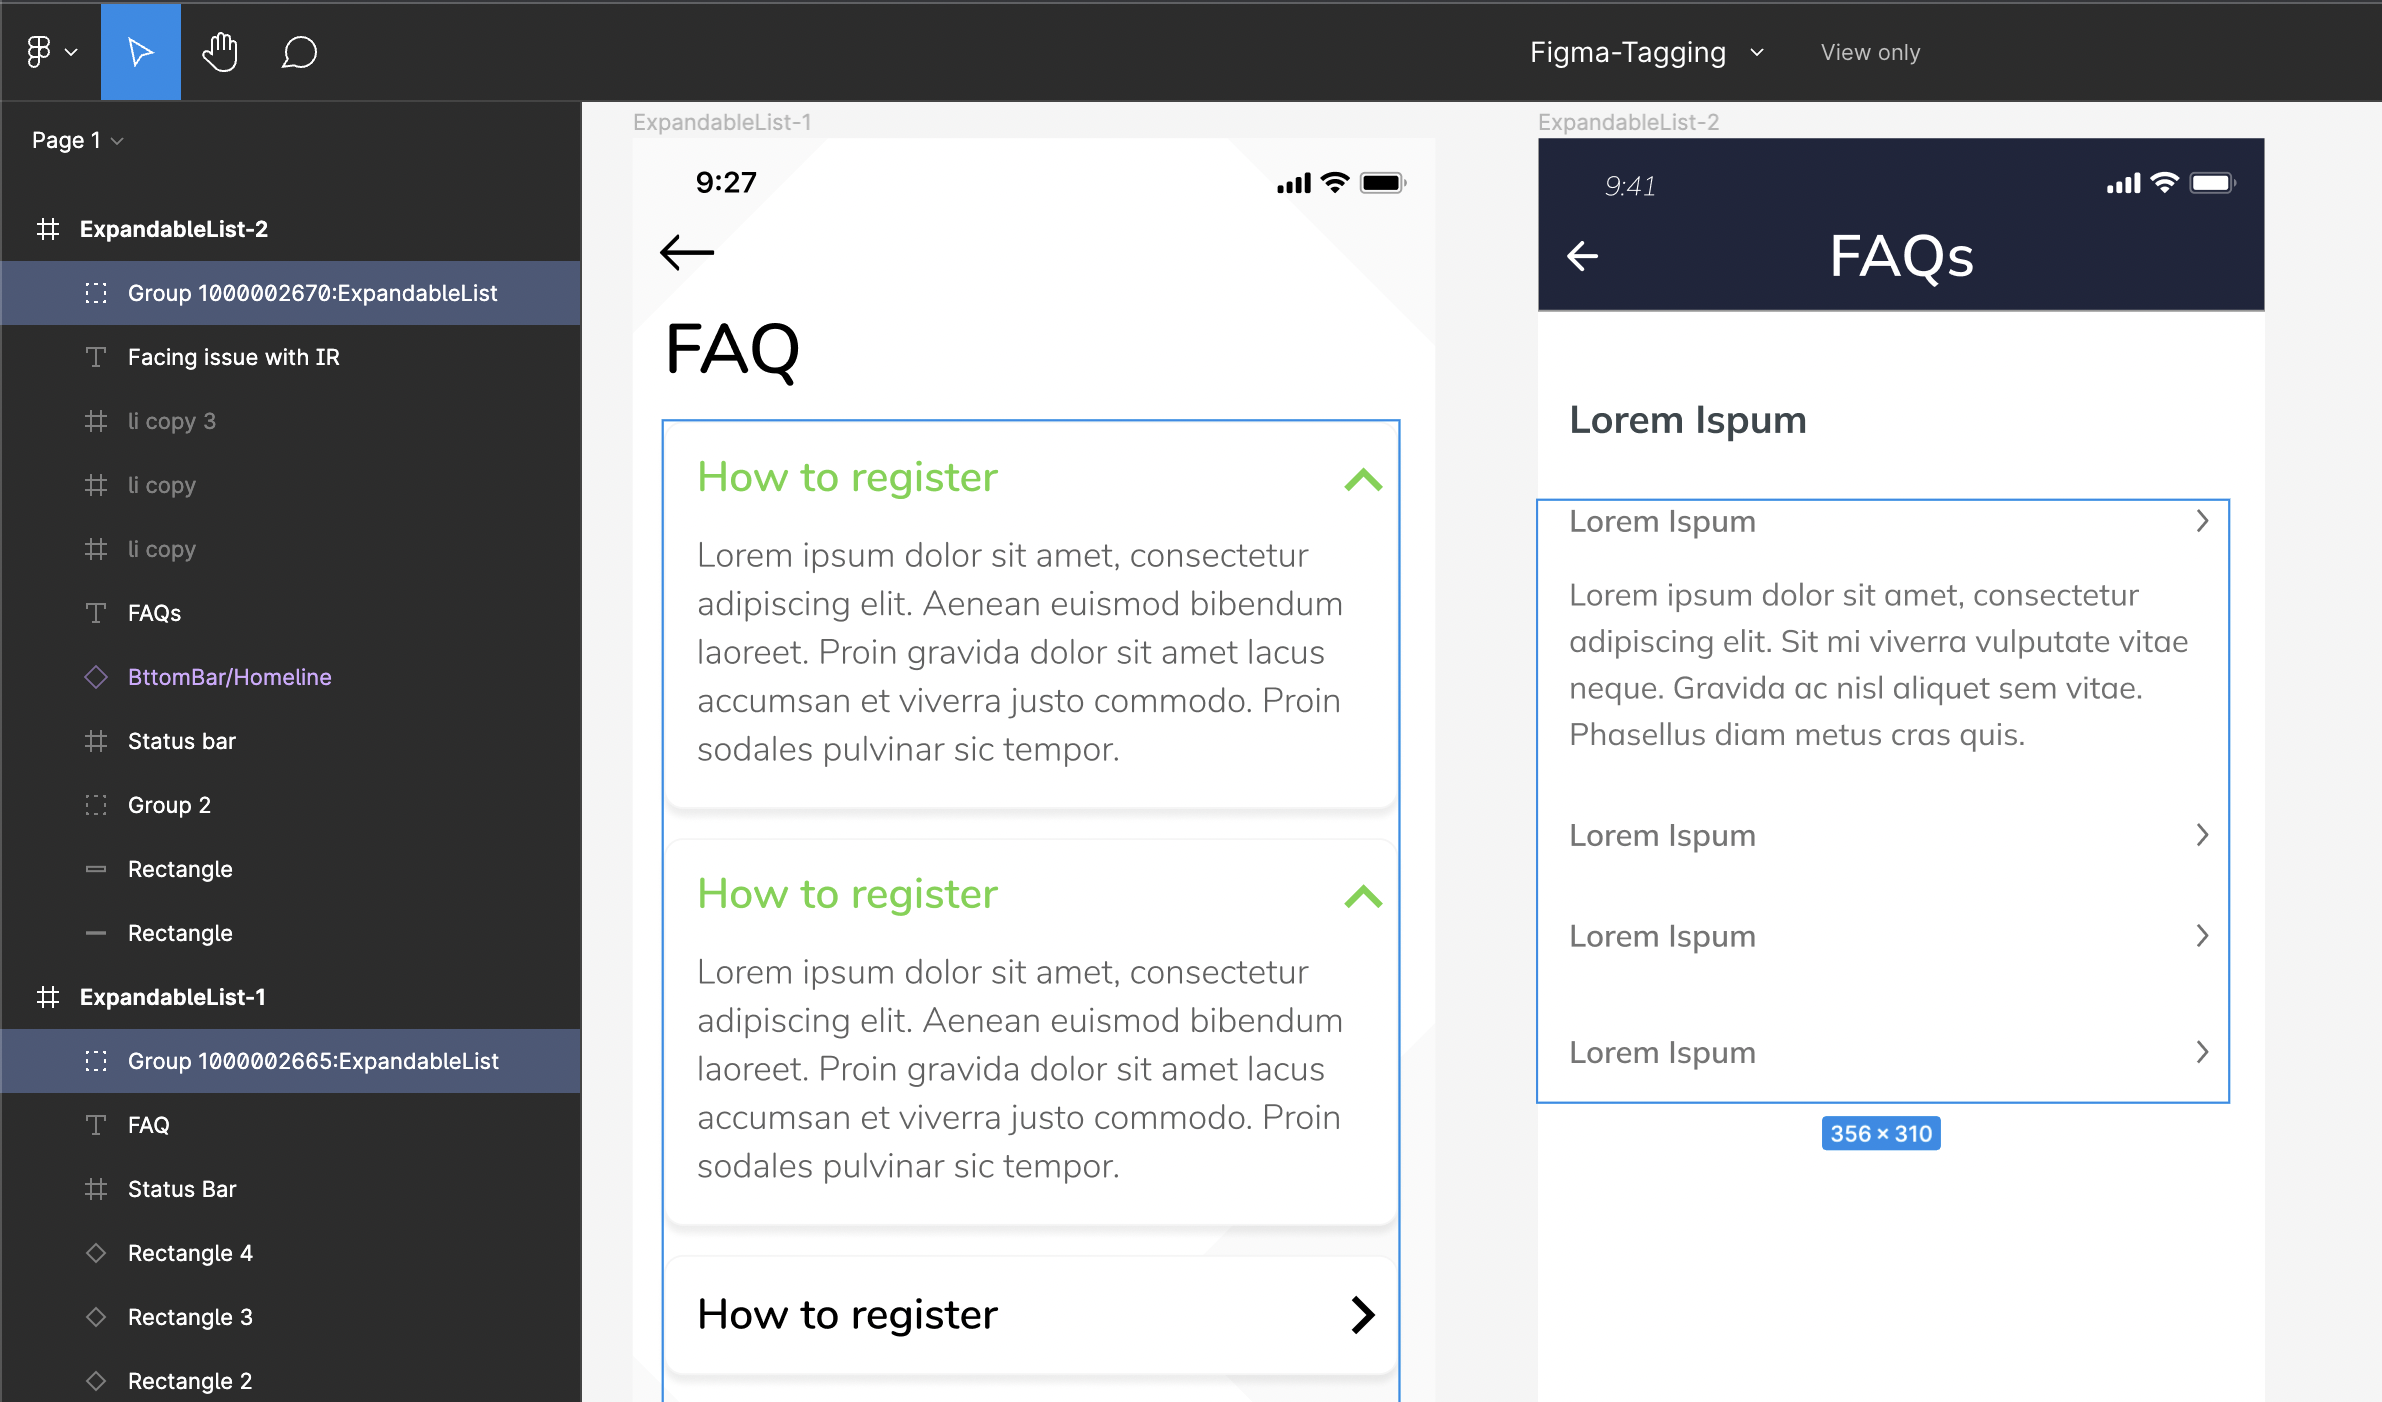 Figma-Tagging
View only
Page 1
ExpandableList-2
Group 1000002670:ExpandableList
Facing issue with IR
li copy 3
li copy
li copy
FAQs
BttomBar/Homeline
Status bar
Group 2
Rectangle
Rectangle
ExpandableList-1
Group 1000002665:ExpandableList
FAQ
Status Bar
Rectangle 4
Rectangle 3
Rectangle 2
ExpandableList-1
9:27
FAQ
How to register
Lorem ipsum dolor sit amet, consectetur
adipiscing elit. Aenean euismod bibendum
laoreet. Proin gravida dolor sit amet lacus
accumsan et viverra justo commodo. Proin
sodales pulvinar sic tempor.
How to register
Lorem ipsum dolor sit amet, consectetur
adipiscing elit. Aenean euismod bibendum
laoreet. Proin gravida dolor sit amet lacus
accumsan et viverra justo commodo. Proin
sodales pulvinar sic tempor.
How to register
ExpandableList-2
9:41
FAQs
Lorem Ispum
Lorem Ispum
Lorem ipsum dolor sit amet, consectetur
adipiscing elit. Sit mi viverra vulputate vitae
neque. Gravida ac nisl aliquet sem vitae.
Phasellus diam metus cras quis.
Lorem Ispum
Lorem Ispum
Lorem Ispum
356 × 310